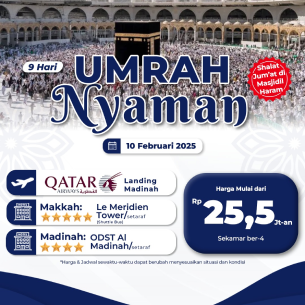 9 Hari
UMRAH
Nyaman
Shalat
Jum'at di
Masjidil
Haram
10 Februari 2025
QATAR
AIRWAYS القطرية
Landing
Madinah
Makkah:
Le Meridien
Tower/setaraf
(Shuttle Bus)
Madinah:
ODST Al
Madinah/setaraf
Harga Mulai dari
Rp 25,5 Jt-an
Sekamar ber-4
*Harga & Jadwal sewaktu-waktu dapat berubah menyesuaikan situasi dan kondisi